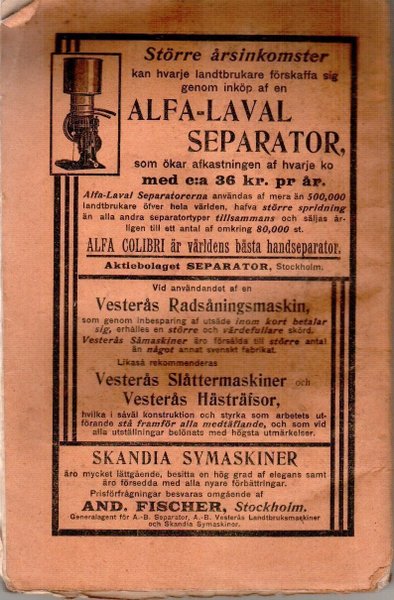 Större årsinkomster
kan hvarje landtbrukare förskaffa sig
genom inköp af en
ALFA-LAVAL
SEPARATOR,
som ökar afkastningen af hvarje ko
med c:a 36 kr. pr år.
Alfa-Laval Separatorerna användas af mera än 500,000
landtbrukare öfver hela världen, hafva större spridning
än alla andra separatortyper tillsammans och säljas år-
ligen till ett antal af omkring 80,000 st.
ALFA COLIBRI är världens bästa handseparator.
Aktiebolaget SEPARATOR, Stockholm.
Vid användandet af en
Vesterås Radsåningsmaskin,
som genom inbesparing af utsäde inom kort betalar
sig, erhålles en större och värdefullare skörd.
Vesterås Såmaskiner äro försålda till större antal
än något annat svenskt fabrikat.
Likaså rekommenderas
Vesterås Slåttermaskiner och
Vesterås Hästräfsor,
hvilka i såväl konstruktion och styrka som arbetets ut-
förande stå framför alla medtäflande, och som vid
alla utställningar belönats med högsta utmärkelser.
SKANDIA SYMASKINER
äro mycket lättgående, besitta en hög grad af elegans samt
äro försedda med alla nyare förbättringar.
Prisförfrågningar besvaras omgående af
AND. FISCHER, Stockholm.
Generalagent för A.-B. Separator, A.-B. Vesterås Landtbruksmaskiner
och Skandia Symaskiner.